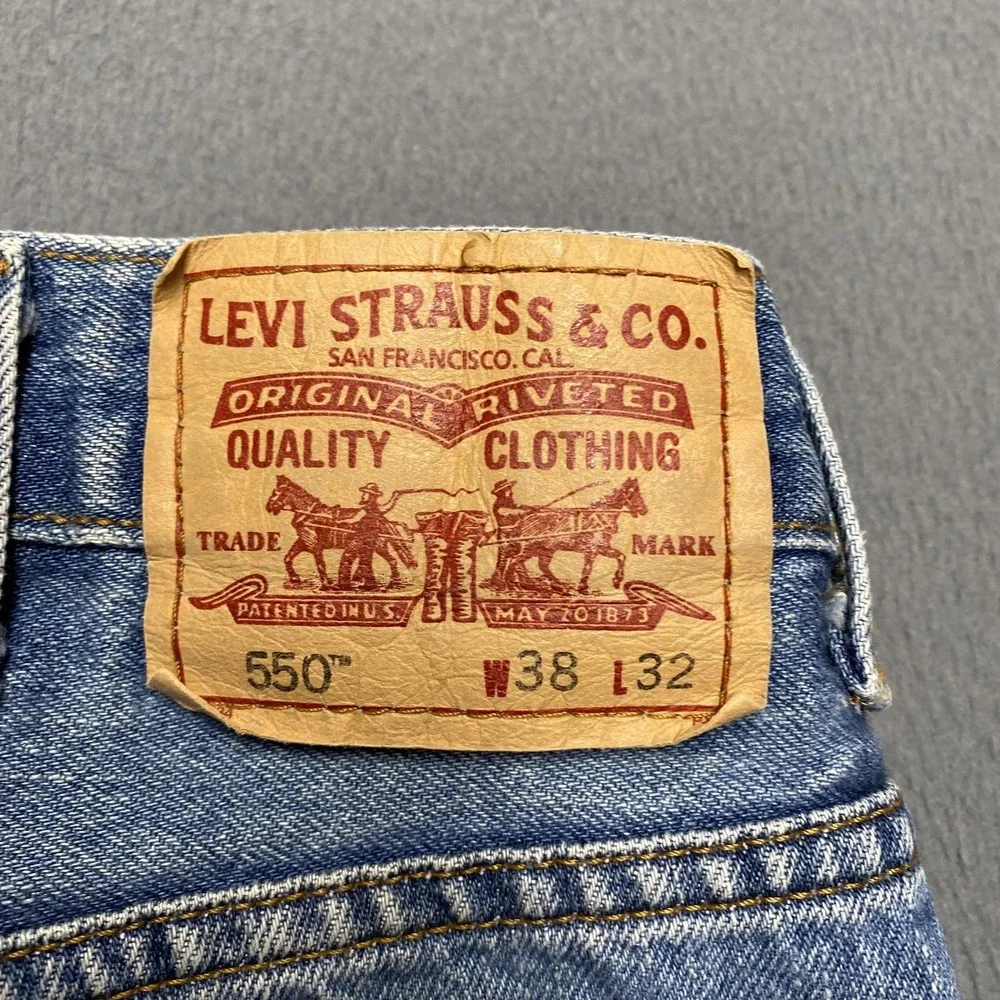 LEVI STRAUSS & CO.
SAN FRANCISCO. CAL.
ORIGINAL RIVETED
QUALITY CLOTHING
TRADE MARK
PATENTED IN U.S. MAY 20 1873
550™ W38 L32